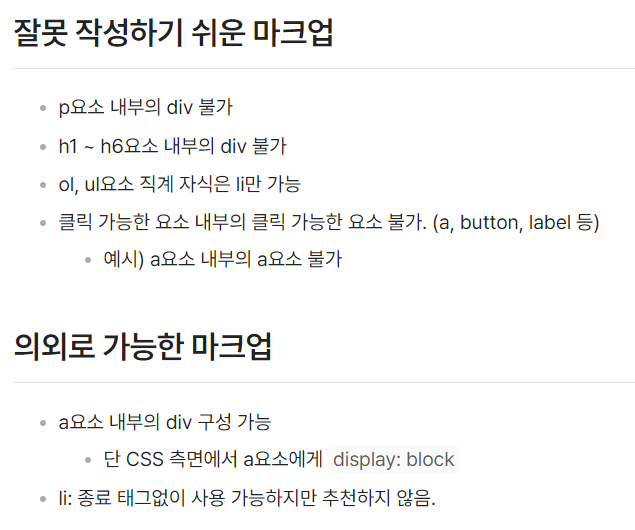 잘못 작성하기 쉬운 마크업
p요소 내부의 div 불가
h1 ~ h6요소 내부의 div 불가
ol, ul요소 직계 자식은 li만 가능
클릭 가능한 요소 내부의 클릭 가능한 요소 불가. (a, button, label 등)
예시) a요소 내부의 a요소 불가
의외로 가능한 마크업
a요소 내부의 div 구성 가능
단 CSS 측면에서 a요소에게 display: block
li: 종료 태그없이 사용 가능하지만 추천하지 않음.